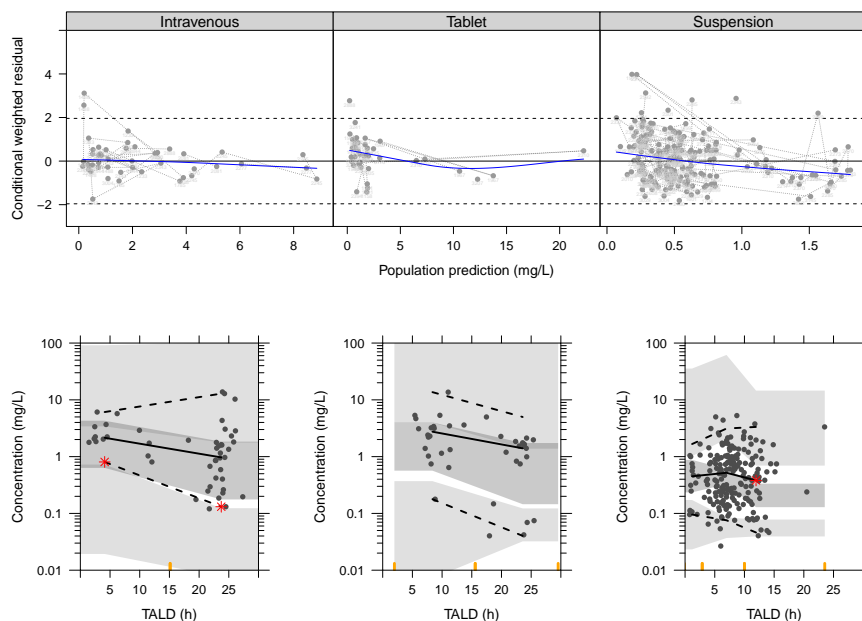 Intravenous Tablet Suspension
Conditional weighted residual
4
2
0
−2
0 2 4 6 8 0 5 10 15 20 0.0 0.5 1.0 1.5
Population prediction (mg/L)
Concentration (mg/L) Concentration (mg/L) Concentration (mg/L)
100 100 100
10 10 10
1 1 1
0.1 0.1 0.1
0.01 0.01 0.01
5 10 15 20 25 5 10 15 20 25 5 10 15 20 25
TALD (h) TALD (h) TALD (h)